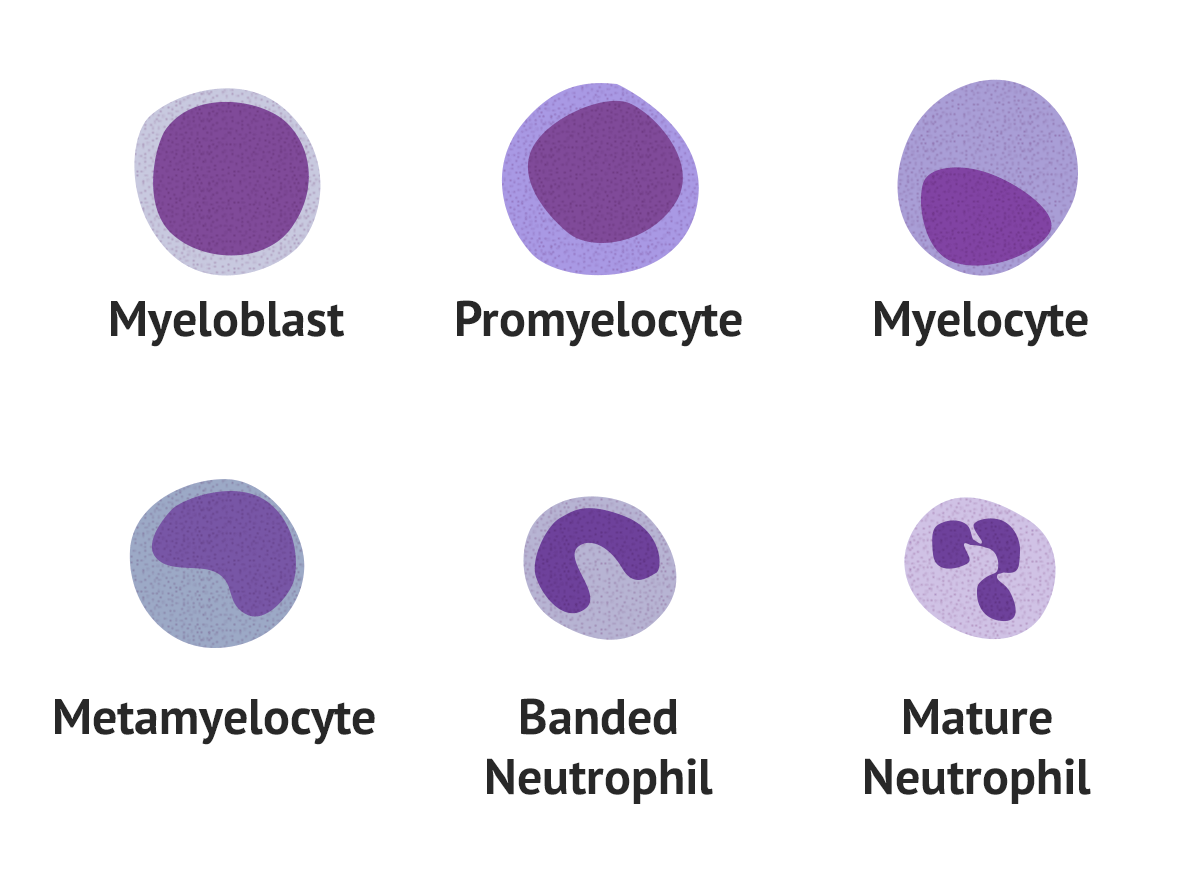 Myeloblast
Promyelocyte
Myelocyte
Metamyelocyte
Banded
Neutrophil
Mature
Neutrophil